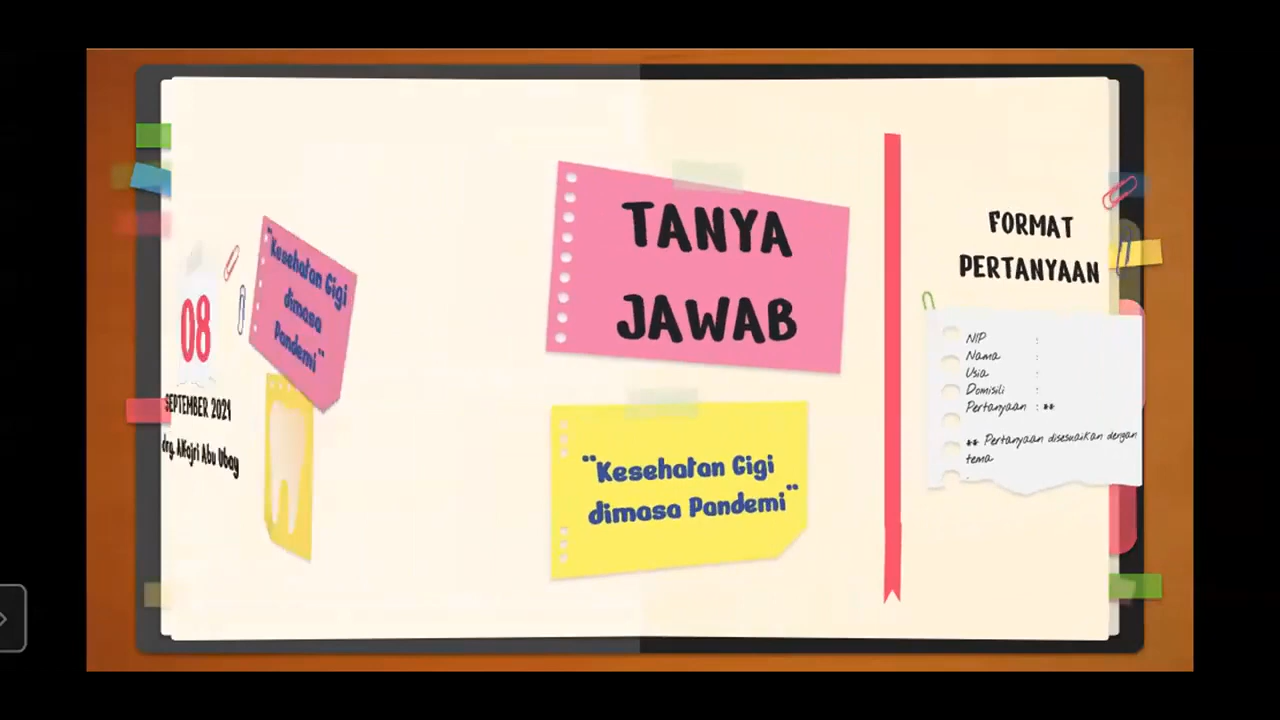 08
SEPTEMBER 2021
drg. Alfajri Abu Ubay
"Kesehatan Gigi
dimasa
Pandemi"
TANYA
JAWAB
"Kesehatan Gigi
dimasa Pandemi"
FORMAT
PERTANYAAN
NIP :
Nama :
Usia :
Domisili :
Pertanyaan : **
** Pertanyaan disesuaikan dengan
tema
.